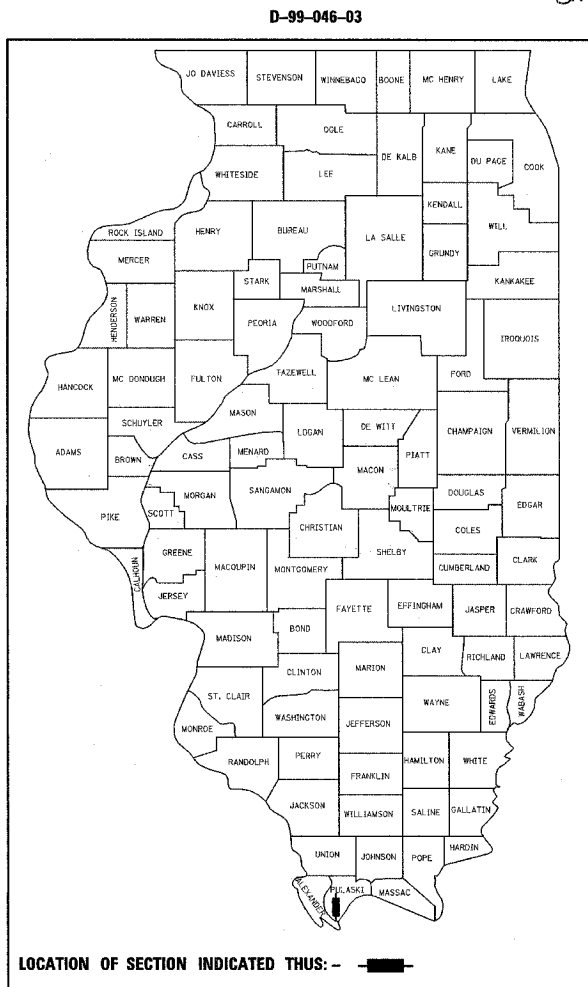 D-99-046-03
JO DAVIESS STEVENSON WINNEBAGO BOONE MC HENRY LAKE
CARROLL OGLE
DE KALB KANE DU PAGE COOK
WHITESIDE LEE
KENDALL
ROCK ISLAND HENRY BUREAU LA SALLE WILL
MERCER PUTNAM GRUNDY
STARK MARSHALL KANKAKEE
HENDERSON WARREN KNOX PEORIA WOODFORD LIVINGSTON
IROQUOIS
HANCOCK MC DONOUGH FULTON TAZEWELL MC LEAN FORD
MASON
SCHUYLER LOGAN DE WITT CHAMPAIGN VERMILION
ADAMS BROWN CASS MENARD PIATT
MACON
PIKE SCOTT MORGAN SANGAMON MOULTRIE DOUGLAS EDGAR
CHRISTIAN COLES
GREENE MACOUPIN SHELBY
CALHOUN MONTGOMERY CUMBERLAND CLARK
JERSEY
FAYETTE EFFINGHAM JASPER CRAWFORD
MADISON BOND
CLAY RICHLAND LAWRENCE
MARION
CLINTON
ST. CLAIR WAYNE EDWARDS WABASH
WASHINGTON JEFFERSON
MONROE
RANDOLPH PERRY HAMILTON WHITE
FRANKLIN
JACKSON WILLIAMSON SALINE GALLATIN
UNION JOHNSON POPE HARDIN
ALEXANDER PULASKI MASSAC
LOCATION OF SECTION INDICATED THUS: -